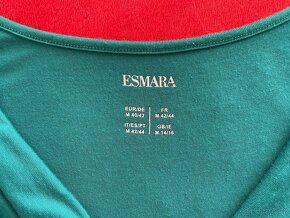 ESMARA
EUR/DE FR
M 40/42 M 42/44
IT/ES/PT GB/IE
M 42/44 M 14/16